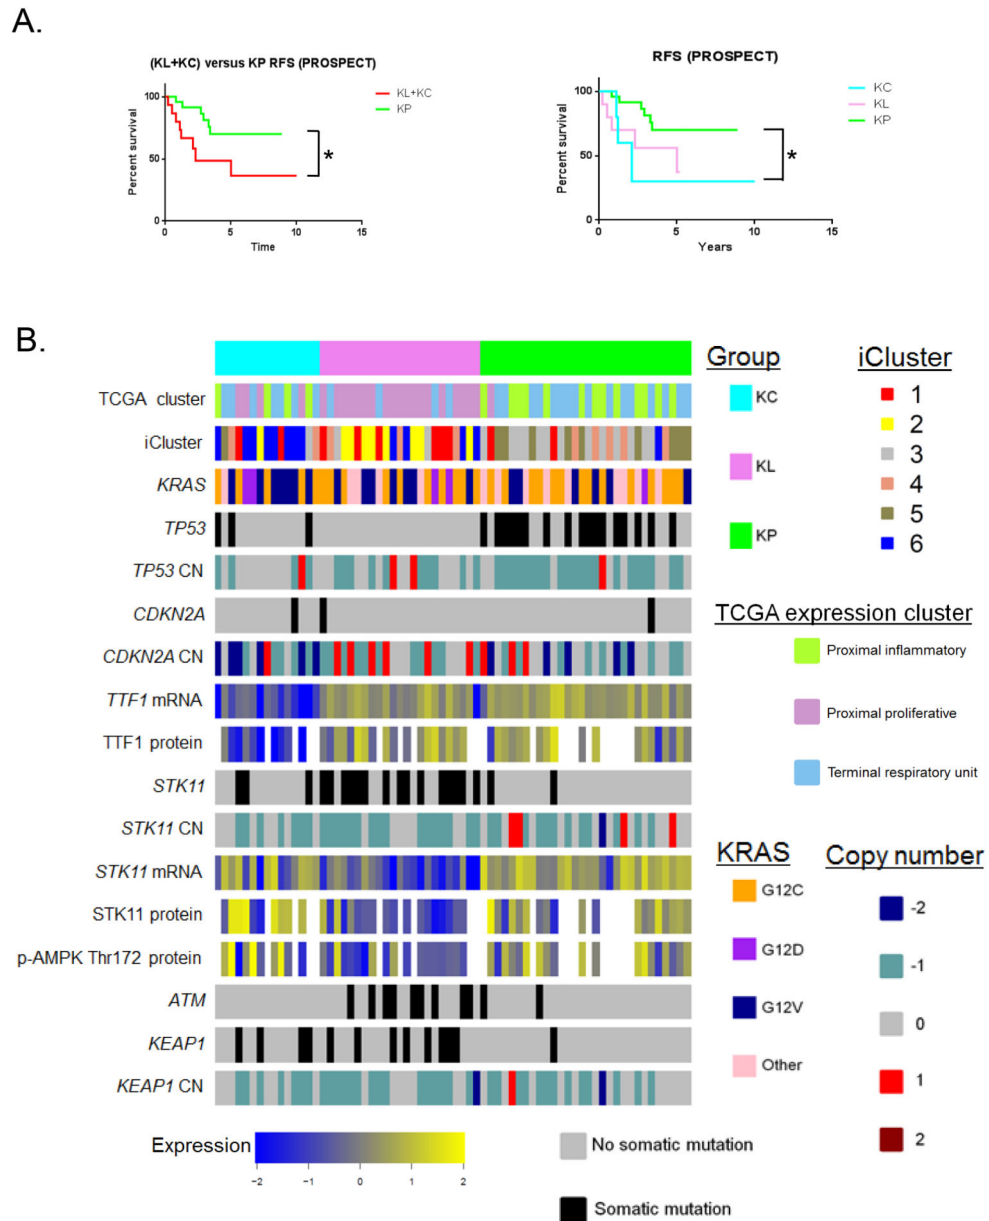 A.
(KL+KC) versus KP RFS (PROSPECT)
Percent survival
100
50
0
0 5 10 15
Time
KL+KC
KP
*
RFS (PROSPECT)
Percent survival
100
50
0
0 5 10 15
Years
KC
KL
KP
*
B.
TCGA cluster
iCluster
KRAS
TP53
TP53 CN
CDKN2A
CDKN2A CN
TTF1 mRNA
TTF1 protein
STK11
STK11 CN
STK11 mRNA
STK11 protein
p-AMPK Thr172 protein
ATM
KEAP1
KEAP1 CN
Group
KC
KL
KP
iCluster
1
2
3
4
5
6
TCGA expression cluster
Proximal inflammatory
Proximal proliferative
Terminal respiratory unit
KRAS
G12C
G12D
G12V
Other
Copy number
-2
-1
0
1
2
Expression
-2 -1 0 1 2
No somatic mutation
Somatic mutation